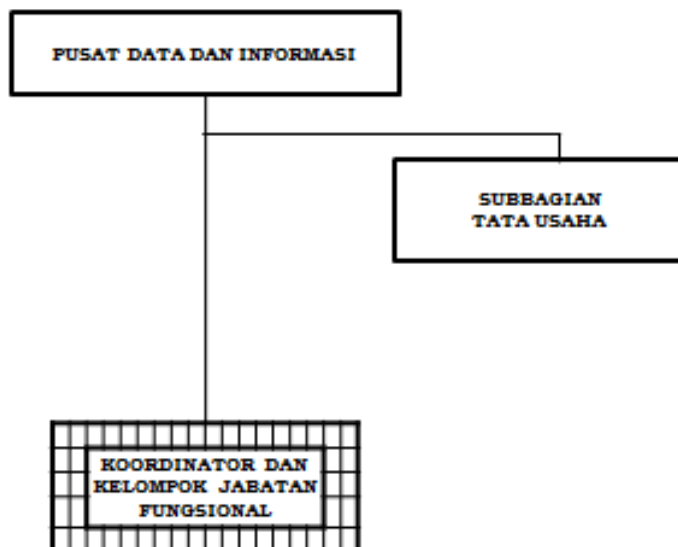 PUSAT DATA DAN INFORMASI
SUBBAGIAN
TATA USAHA
KOORDINATOR DAN
KELOMPOK JABATAN
FUNGSIONAL